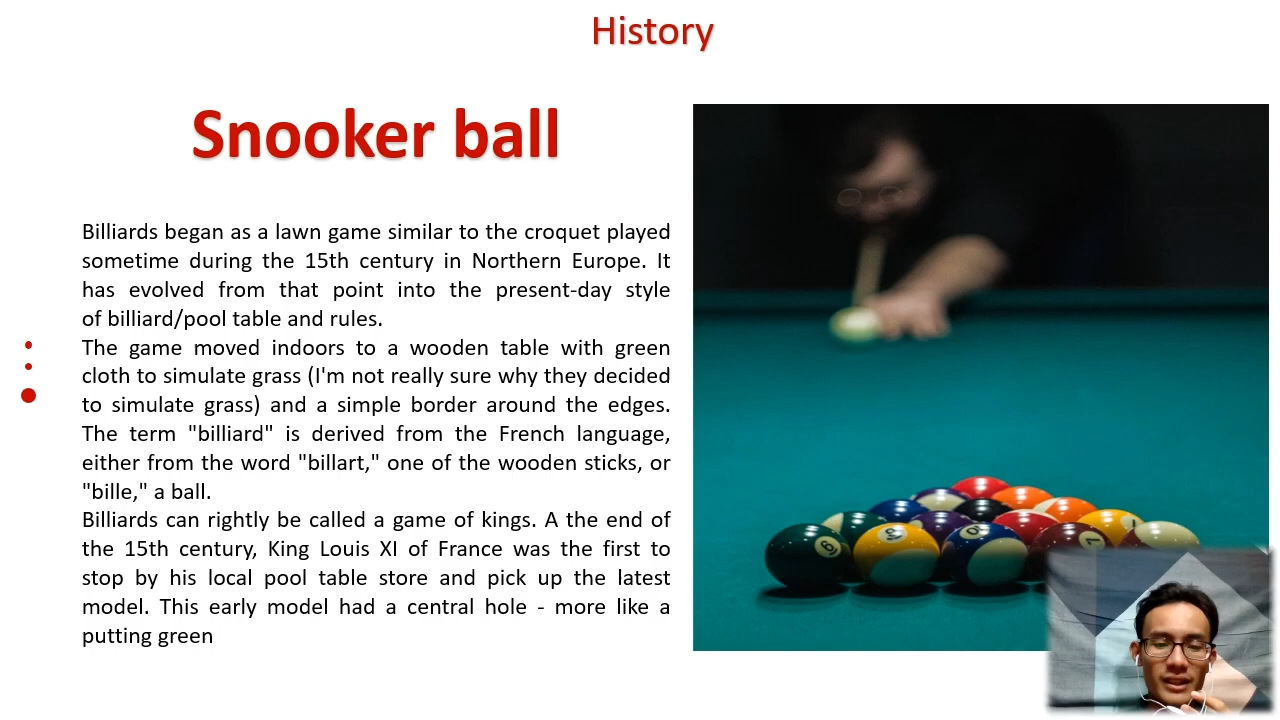 History
Snooker ball
Billiards began as a lawn game similar to the croquet played
sometime during the 15th century in Northern Europe. It
has evolved from that point into the present-day style
of billiard/pool table and rules.
The game moved indoors to a wooden table with green
cloth to simulate grass (I'm not really sure why they decided
to simulate grass) and a simple border around the edges.
The term "billiard" is derived from the French language,
either from the word "billart," one of the wooden sticks, or
"bille," a ball.
Billiards can rightly be called a game of kings. A the end of
the 15th century, King Louis XI of France was the first to
stop by his local pool table store and pick up the latest
model. This early model had a central hole - more like a
putting green